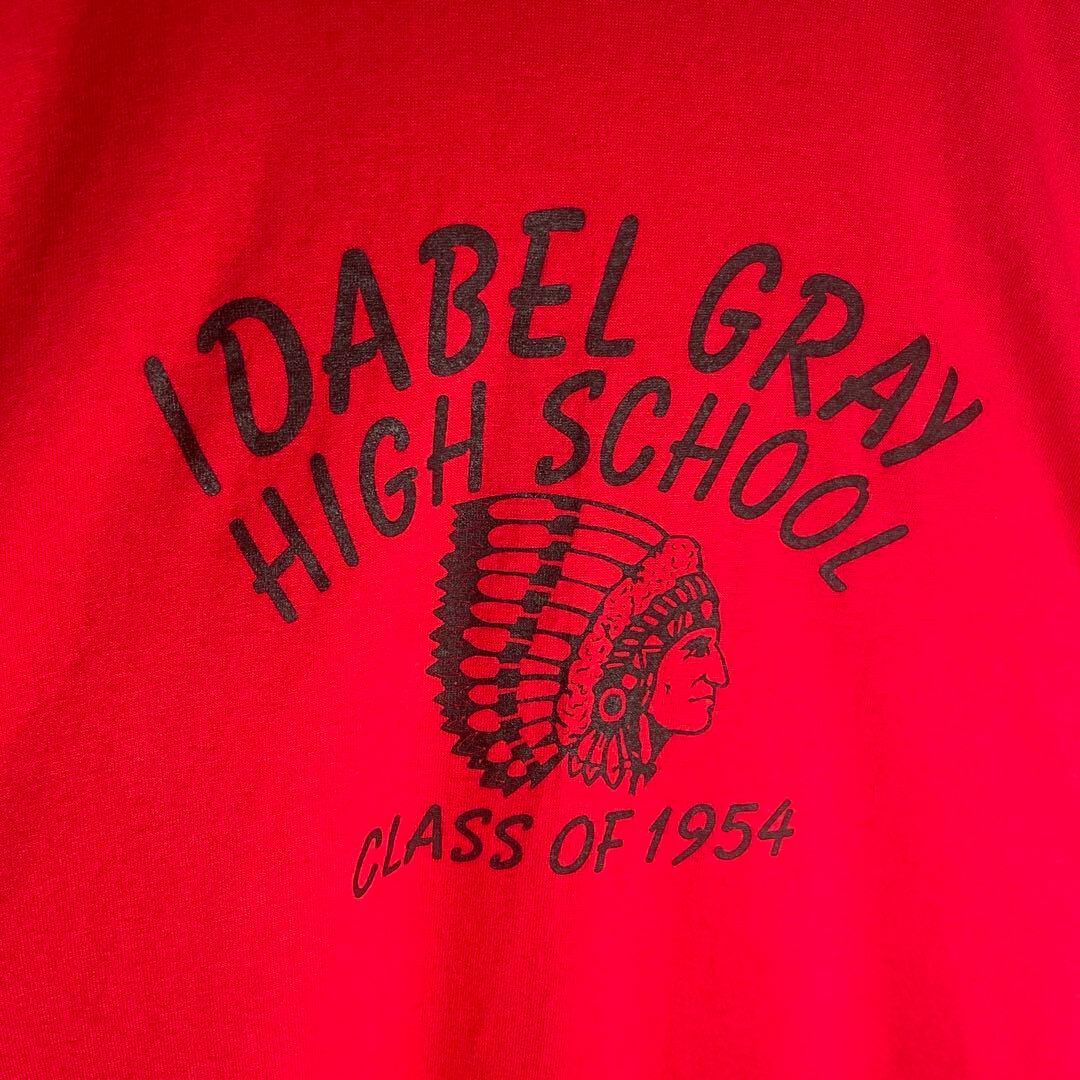 IDABEL GRAY
HIGH SCHOOL
CLASS OF 1954